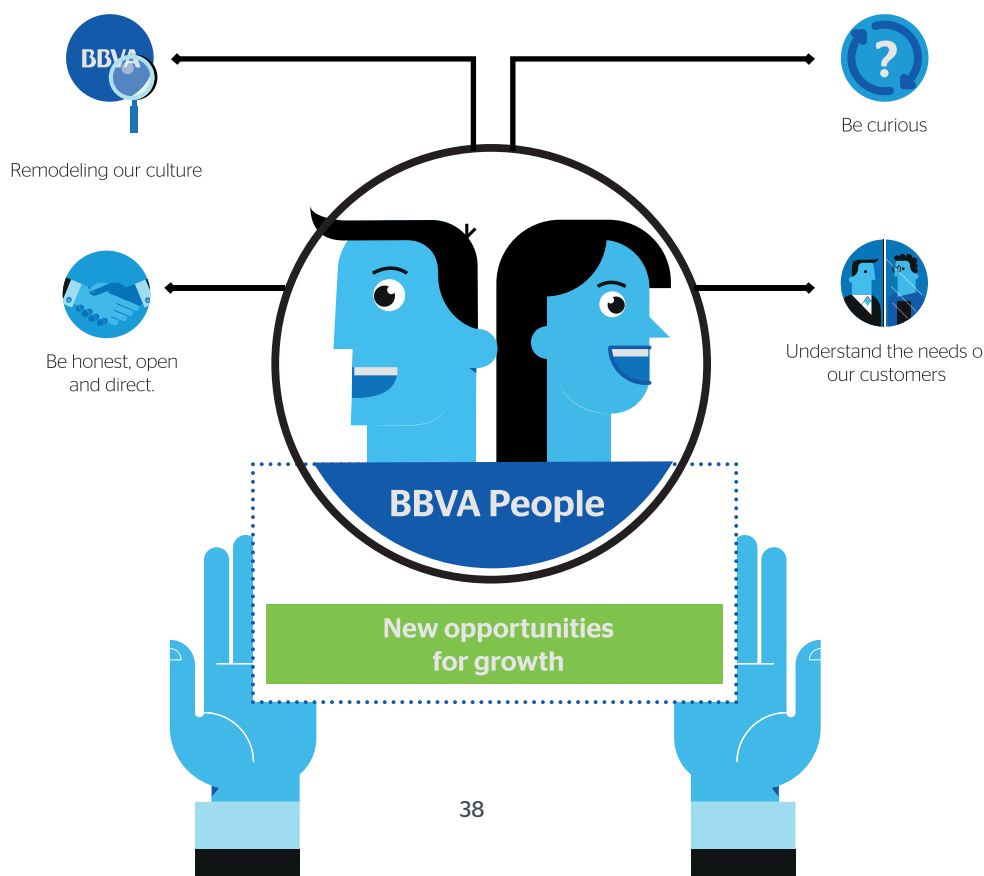 BBVA
Remodeling our culture
?
Be curious
Be honest, open
and direct.
Understand the needs o
our customers
BBVA People
New opportunities
for growth
38